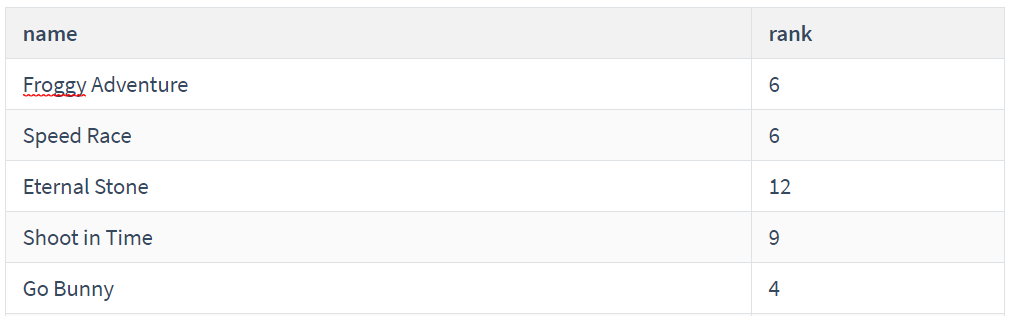 name rank
Froggy Adventure 6
Speed Race 6
Eternal Stone 12
Shoot in Time 9
Go Bunny 4